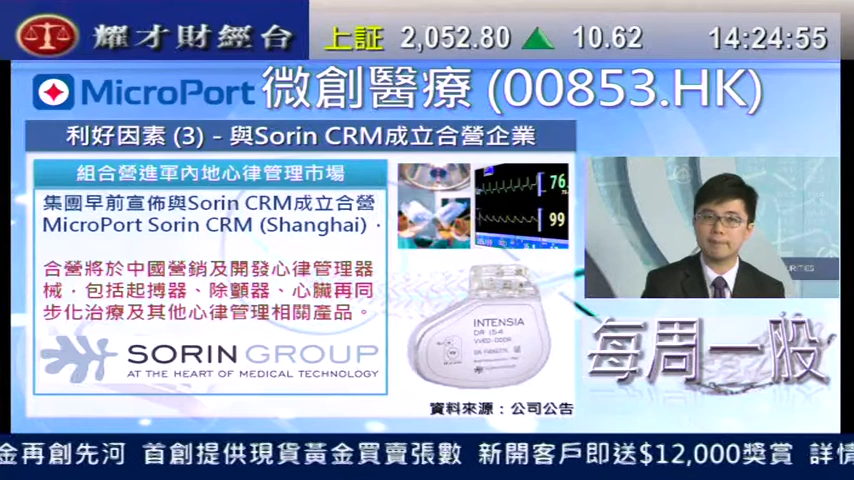 耀才財經台
上証 2,052.80 10.62 14:24:55
MicroPort 微創醫療 (00853.HK)
利好因素 (3) - 與Sorin CRM成立合營企業
組合營進軍內地心律管理市場
集團早前宣佈與Sorin CRM成立合營
MicroPort Sorin CRM (Shanghai)，
合營將於中國營銷及開發心律管理器
械，包括起搏器、除顫器、心臟再同
步化治療及其他心律管理相關產品。
SORIN GROUP
AT THE HEART OF MEDICAL TECHNOLOGY
76
99
INTENSIA
資料來源：公司公告
URITIES
每周一股
金再創先河 首創提供現貨黃金買賣張數 新開客戶即送$12,000獎賞 詳情